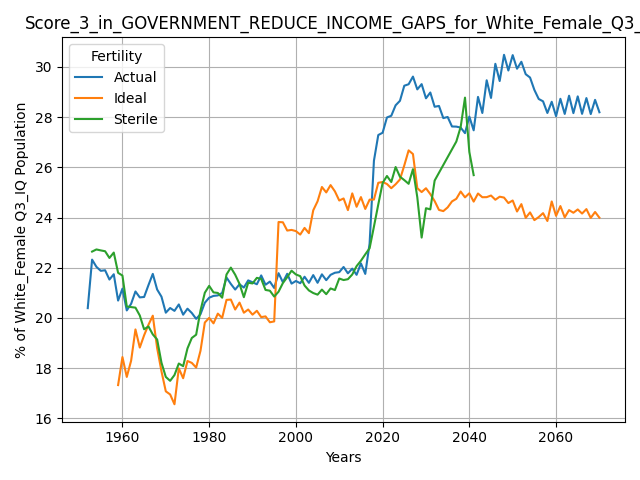 Score_3_in_GOVERNMENT_REDUCE_INCOME_GAPS_for_White_Female_Q3_
Fertility
Actual
Ideal
Sterile
% of White_Female Q3_IQ Population
30
28
26
24
22
20
18
16
1960
1980
2000
2020
2040
2060
Years